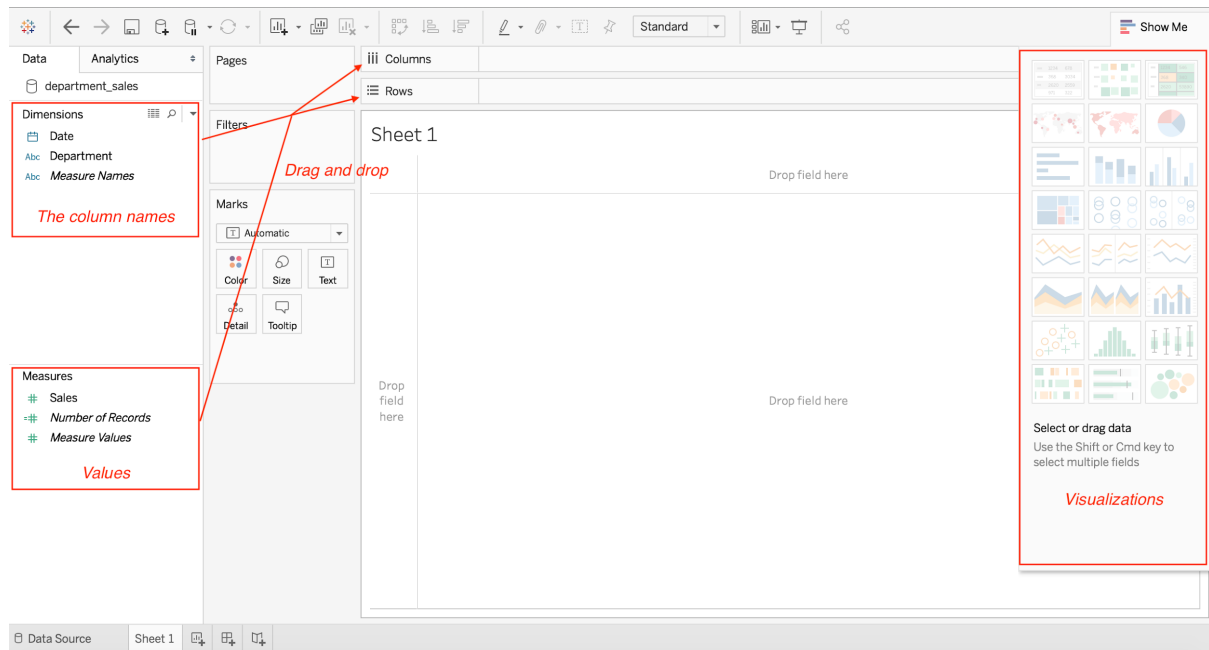 Standard
Show Me
Data
Analytics
Pages
Columns
department_sales
Rows
Dimensions
Date
Abc Department
Abc Measure Names
The column names
Filters
Sheet 1
Drag and drop
Drop field here
Marks
Automatic
Color
Size
Text
Detail
Tooltip
Measures
Sales
Number of Records
Measure Values
Values
Drop
field
here
Drop field here
Select or drag data
Use the Shift or Cmd key to
select multiple fields
Visualizations
Data Source
Sheet 1